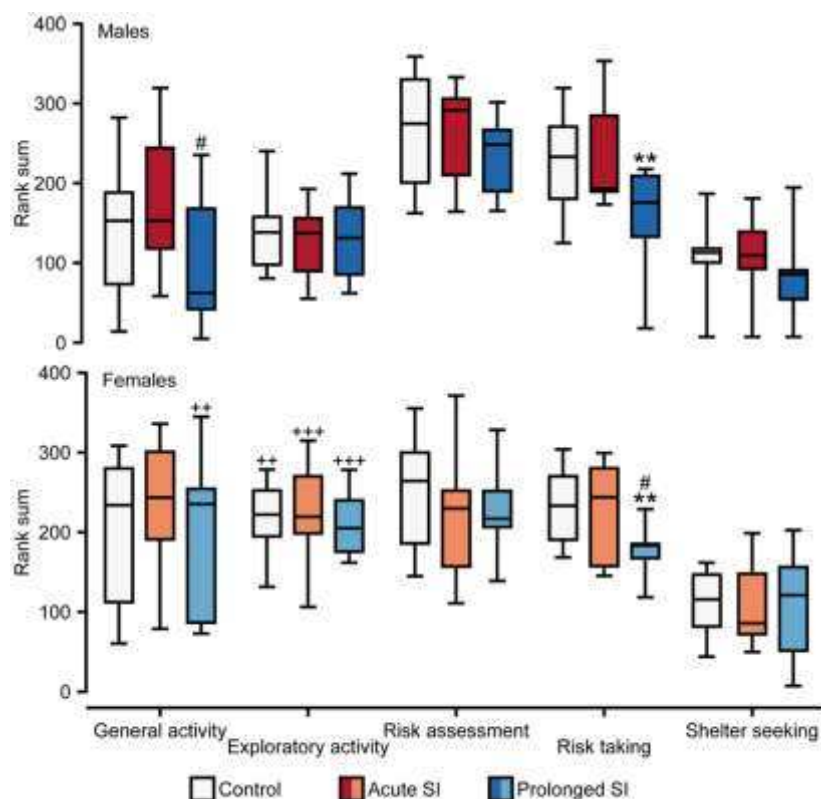 400
Males
300
#
200
**
100
0
Rank sum
400
Females
++
+++
300
++
+++
#
**
200
100
0
Rank sum
General activity
Exploratory activity
Risk assessment
Risk taking
Shelter seeking
Control
Acute SI
Prolonged SI